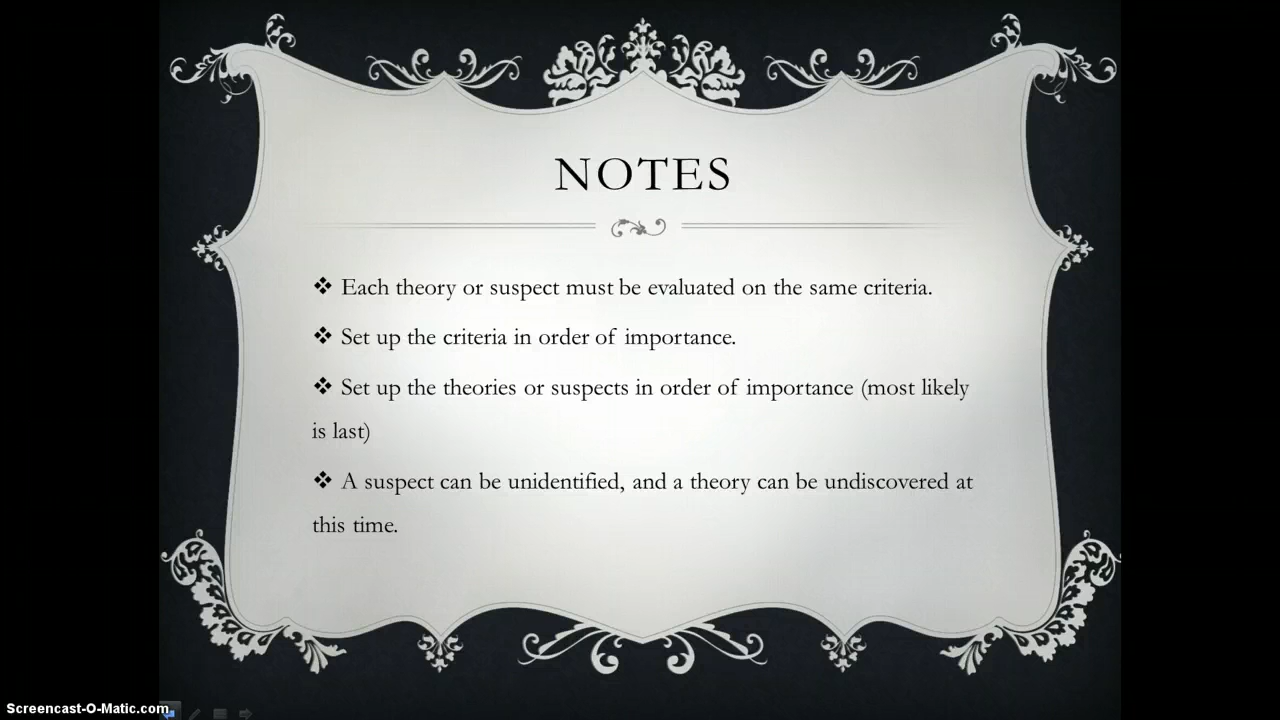 NOTES
❖ Each theory or suspect must be evaluated on the same criteria.
❖ Set up the criteria in order of importance.
❖ Set up the theories or suspects in order of importance (most likely
is last)
❖ A suspect can be unidentified, and a theory can be undiscovered at
this time.
Screencast-O-Matic.com